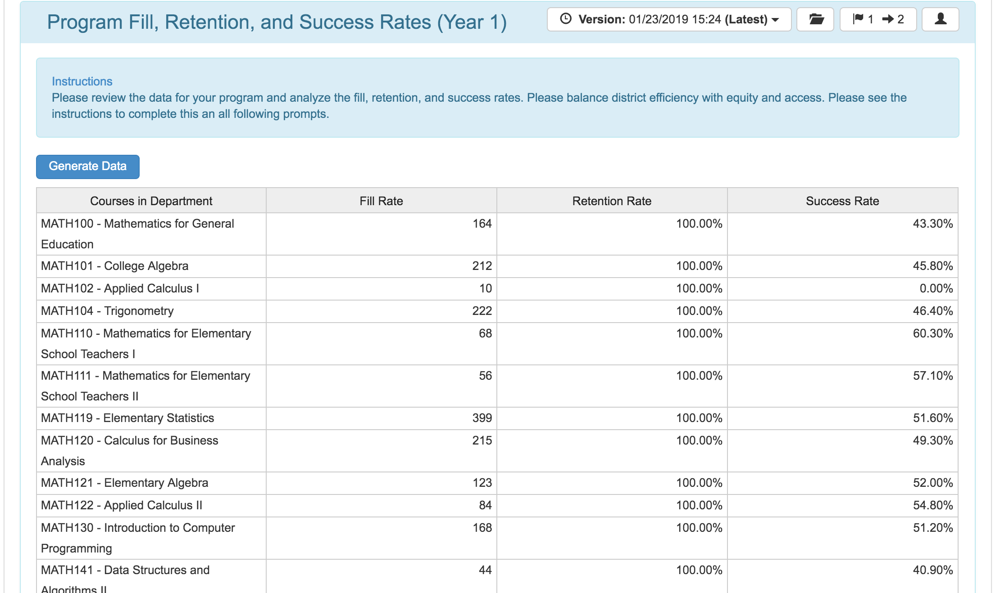 Program Fill, Retention, and Success Rates (Year 1)
Version: 01/23/2019 15:24 (Latest)
1 2
Instructions
Please review the data for your program and analyze the fill, retention, and success rates. Please balance district efficiency with equity and access. Please see the
instructions to complete this an all following prompts.
Generate Data
Courses in Department Fill Rate Retention Rate Success Rate
MATH100 - Mathematics for General 164 100.00% 43.30%
Education
MATH101 - College Algebra 212 100.00% 45.80%
MATH102 - Applied Calculus I 10 100.00% 0.00%
MATH104 - Trigonometry 222 100.00% 46.40%
MATH110 - Mathematics for Elementary 68 100.00% 60.30%
School Teachers I
MATH111 - Mathematics for Elementary 56 100.00% 57.10%
School Teachers II
MATH119 - Elementary Statistics 399 100.00% 51.60%
MATH120 - Calculus for Business 215 100.00% 49.30%
Analysis
MATH121 - Elementary Algebra 123 100.00% 52.00%
MATH122 - Applied Calculus II 84 100.00% 54.80%
MATH130 - Introduction to Computer 168 100.00% 51.20%
Programming
MATH141 - Data Structures and 44 100.00% 40.90%
Algorithms II